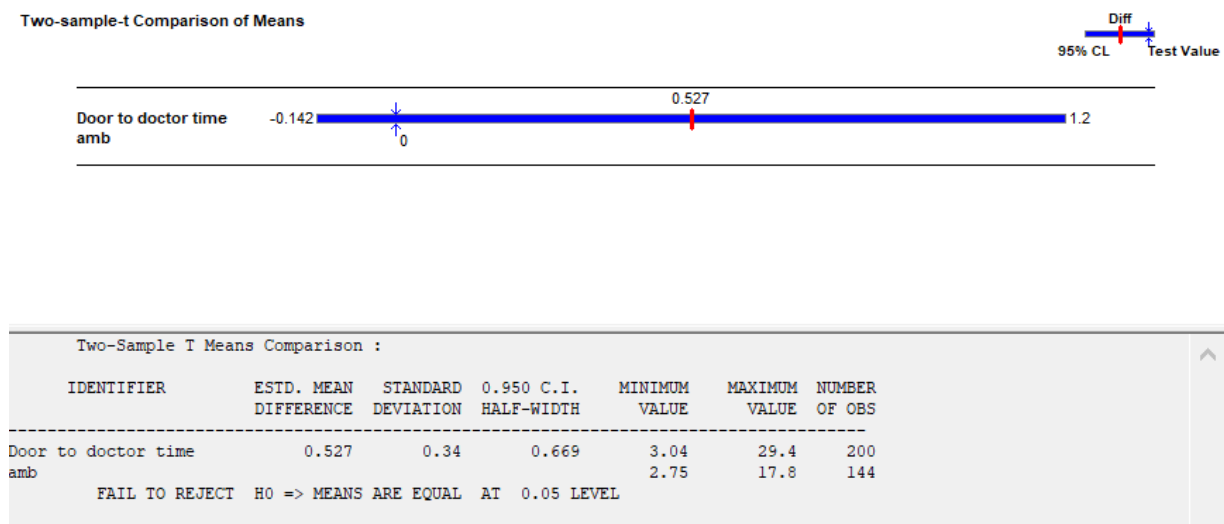 Two-sample-t Comparison of Means
Diff
95% CL Test Value
0.527
Door to doctor time -0.142 1.2
amb 0
Two-Sample T Means Comparison :
IDENTIFIER ESTD. MEAN STANDARD 0.950 C.I. MINIMUM MAXIMUM NUMBER
DIFFERENCE DEVIATION HALF-WIDTH VALUE VALUE OF OBS
--------------------------------------------------------------------------------
Door to doctor time 0.527 0.34 0.669 3.04 29.4 200
amb 2.75 17.8 144
FAIL TO REJECT H0 => MEANS ARE EQUAL AT 0.05 LEVEL